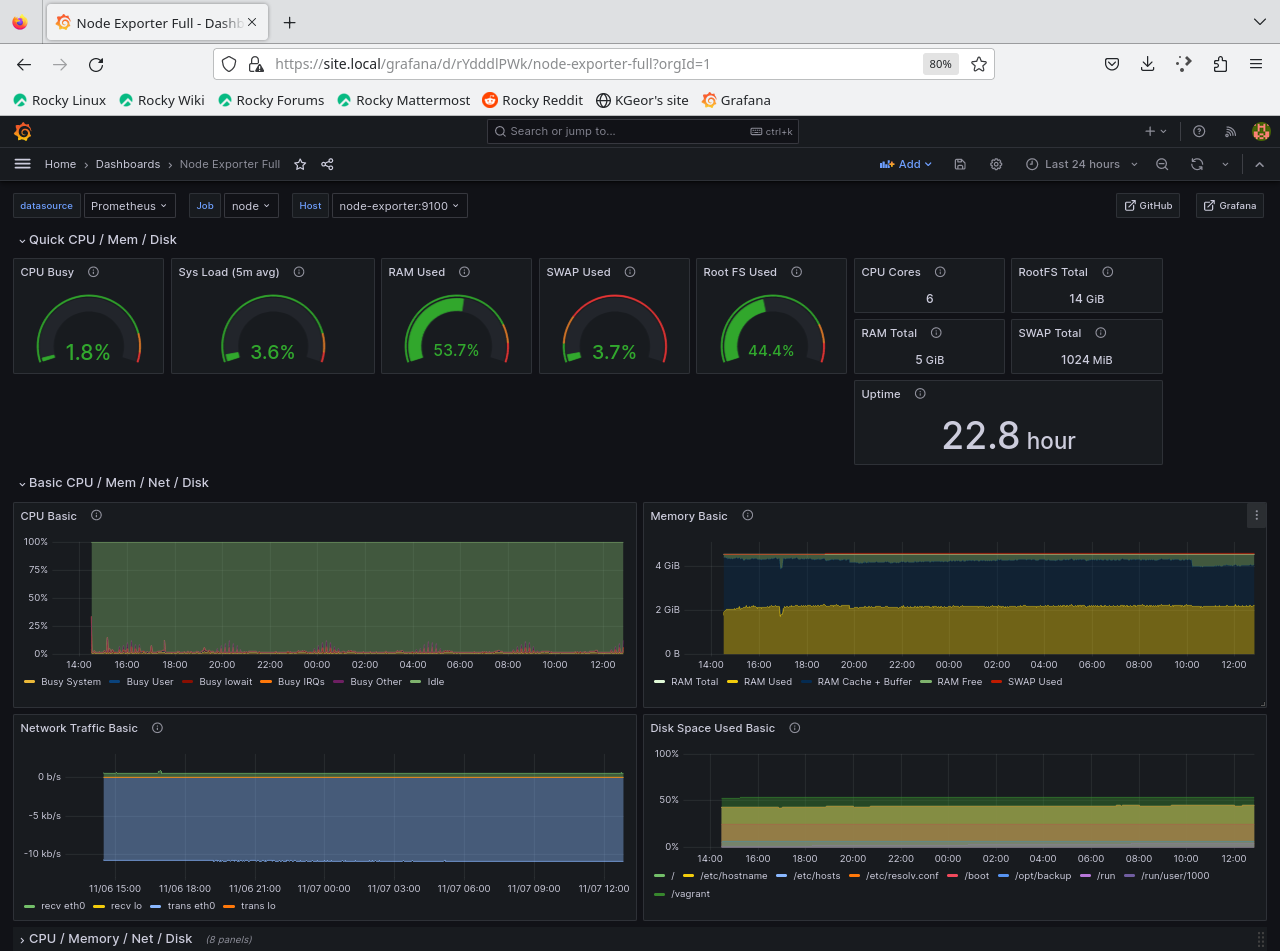 Node Exporter Full - Dashb
https://site.local/grafana/d/rYdddlPWk/node-exporter-full?orgId=1 80%
Rocky Linux Rocky Wiki Rocky Forums Rocky Mattermost Rocky Reddit KGeor's site Grafana
Search or jump to... ctrl+k
Home › Dashboards › Node Exporter Full Add Last 24 hours
datasource Prometheus Job node Host node-exporter:9100 GitHub Grafana
Quick CPU / Mem / Disk
CPU Busy Sys Load (5m avg) RAM Used SWAP Used Root FS Used CPU Cores RootFS Total
6 14 GiB
RAM Total SWAP Total
1.8% 3.6% 53.7% 3.7% 44.4% 5 GiB 1024 MiB
Uptime
22.8 hour
Basic CPU / Mem / Net / Disk
CPU Basic
100%
75%
50%
25%
0%
14:00 16:00 18:00 20:00 22:00 00:00 02:00 04:00 06:00 08:00 10:00 12:00
Busy System Busy User Busy Iowait Busy IRQs Busy Other Idle
Memory Basic
4 GiB
2 GiB
0 B
14:00 16:00 18:00 20:00 22:00 00:00 02:00 04:00 06:00 08:00 10:00 12:00
RAM Total RAM Used RAM Cache + Buffer RAM Free SWAP Used
Network Traffic Basic
0 b/s
-5 kb/s
-10 kb/s
11/06 15:00 11/06 18:00 11/06 21:00 11/07 00:00 11/07 03:00 11/07 06:00 11/07 09:00 11/07 12:00
recv eth0 recv lo trans eth0 trans lo
Disk Space Used Basic
100%
50%
0%
14:00 16:00 18:00 20:00 22:00 00:00 02:00 04:00 06:00 08:00 10:00 12:00
/ /etc/hostname /etc/hosts /etc/resolv.conf /boot /opt/backup /run /run/user/1000
/vagrant
CPU / Memory / Net / Disk (8 panels)